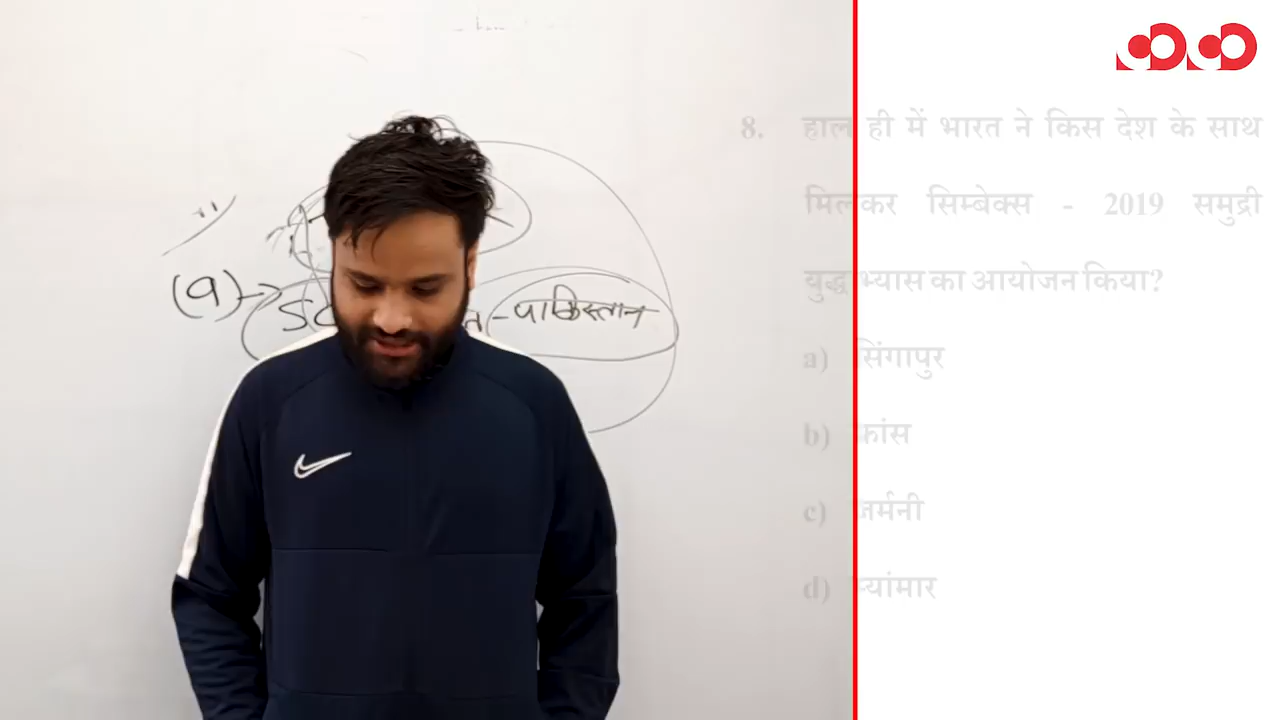 8. हाल ही में भारत ने किस देश के साथ
मिलकर सिम्बेक्स - 2019 समुद्री
युद्ध भ्यास का आयोजन किया?
a) सिंगापुर
b) फ्रांस
c) जर्मनी
d) म्यांमार
(9)→
- पाकिस्तान